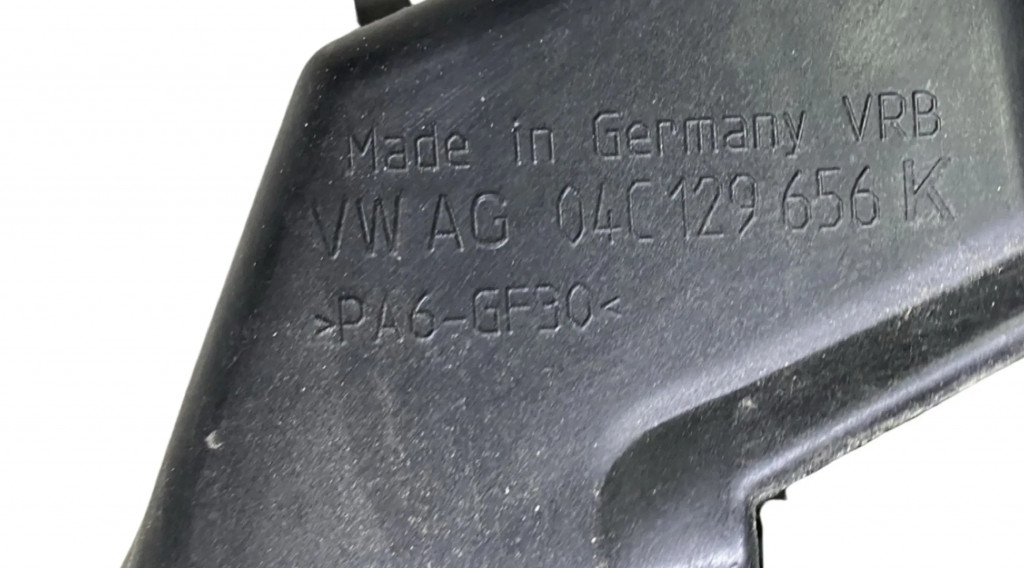 Made in Germany VRB
VW AG 04C 129 656 K
>PA6-GF30<